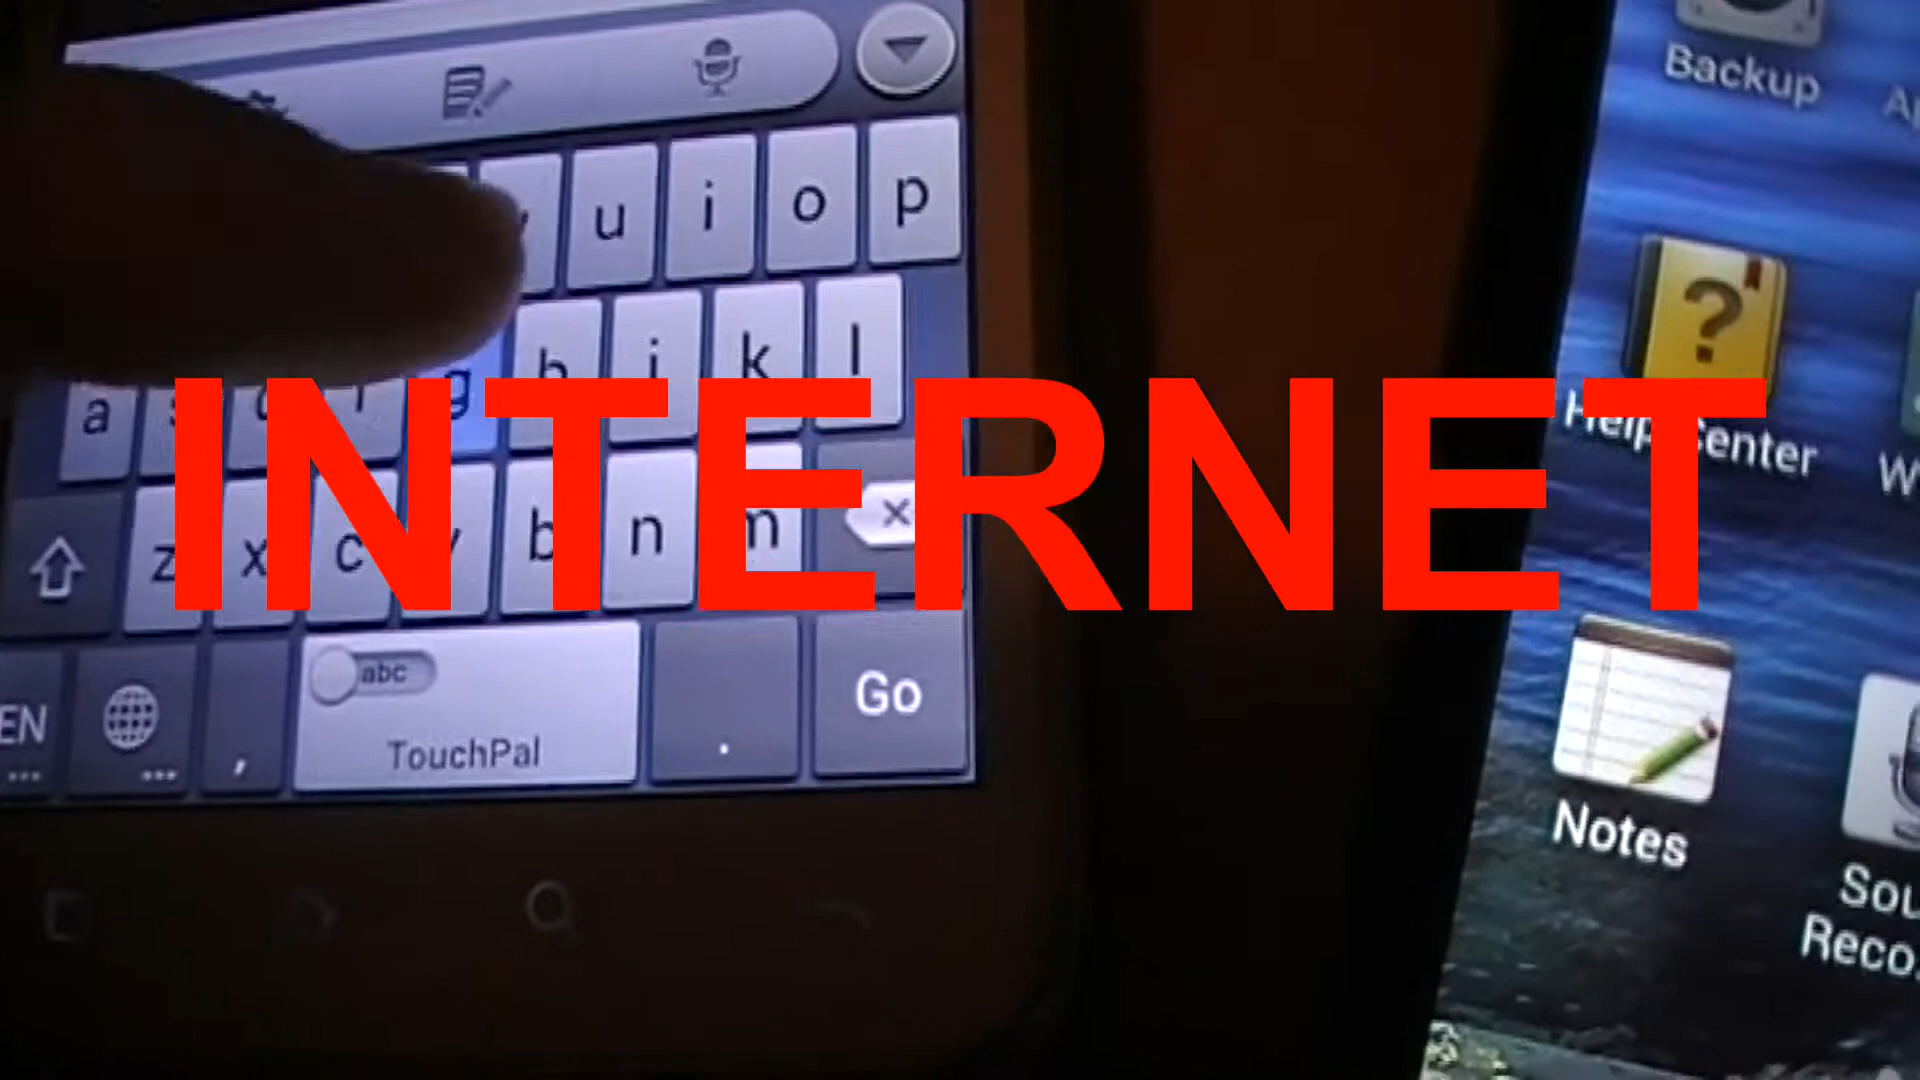 u i o p
a g h j k l
INTERNET
z x c v b n m
abc
EN , TouchPal . Go
Backup
?
Help Center
Notes